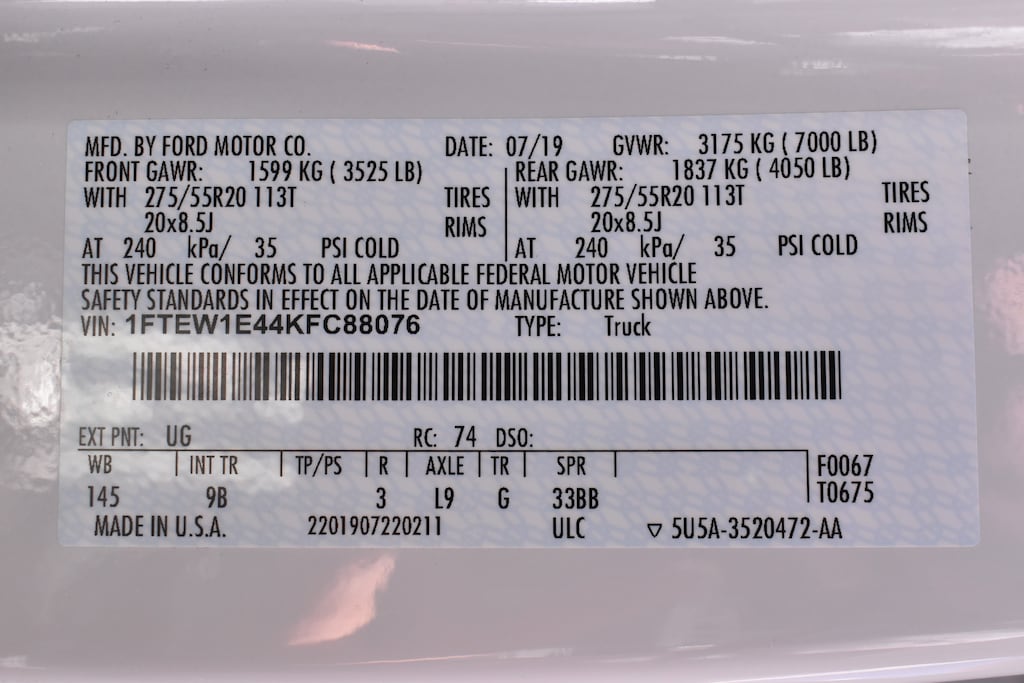 MFD. BY FORD MOTOR CO. DATE: 07/19 GVWR: 3175 KG ( 7000 LB)
FRONT GAWR: 1599 KG ( 3525 LB) REAR GAWR: 1837 KG ( 4050 LB)
WITH 275/55R20 113T TIRES WITH 275/55R20 113T TIRES
20x8.5J RIMS 20x8.5J RIMS
AT 240 kPa/ 35 PSI COLD AT 240 kPa/ 35 PSI COLD
THIS VEHICLE CONFORMS TO ALL APPLICABLE FEDERAL MOTOR VEHICLE
SAFETY STANDARDS IN EFFECT ON THE DATE OF MANUFACTURE SHOWN ABOVE.
VIN: 1FTEW1E44KFC88076 TYPE: Truck
EXT PNT: UG RC: 74 DSO:
WB INT TR TP/PS R AXLE TR SPR F0067
145 9B 3 L9 G 33BB T0675
MADE IN U.S.A. 2201907220211 ULC ▽ 5U5A-3520472-AA